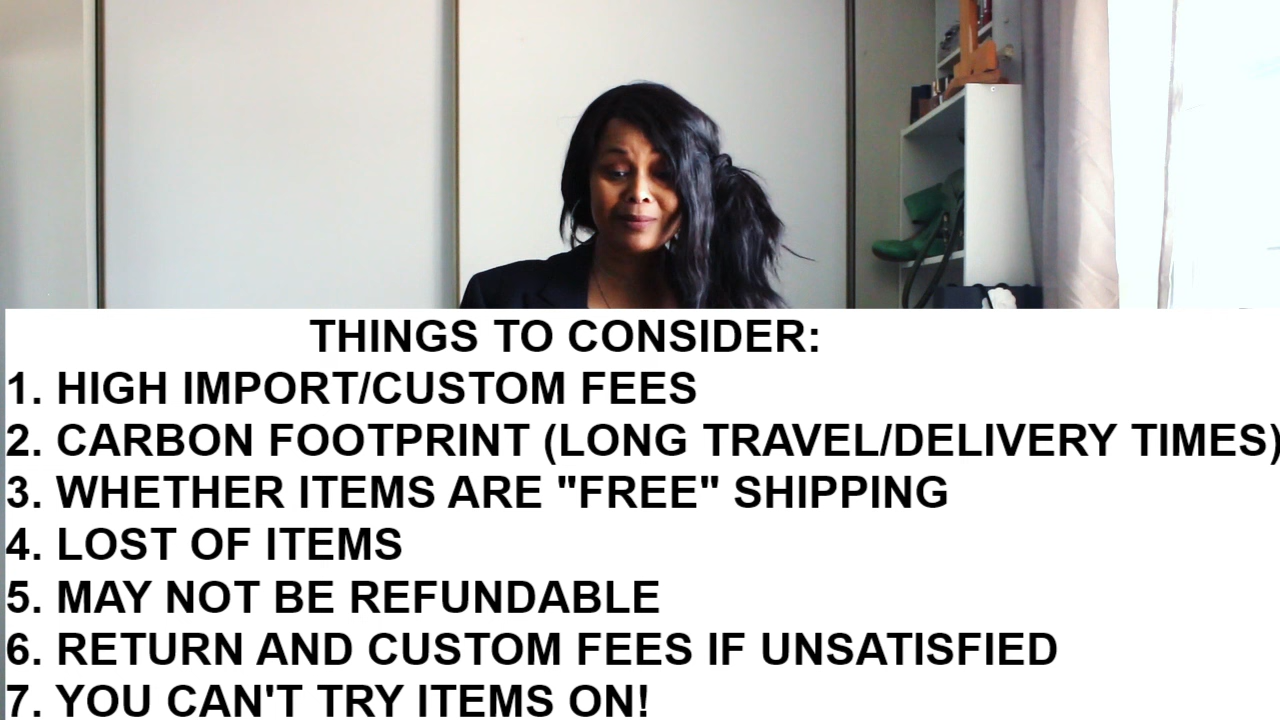 THINGS TO CONSIDER:
1. HIGH IMPORT/CUSTOM FEES
2. CARBON FOOTPRINT (LONG TRAVEL/DELIVERY TIMES)
3. WHETHER ITEMS ARE "FREE" SHIPPING
4. LOST OF ITEMS
5. MAY NOT BE REFUNDABLE
6. RETURN AND CUSTOM FEES IF UNSATISFIED
7. YOU CAN'T TRY ITEMS ON!